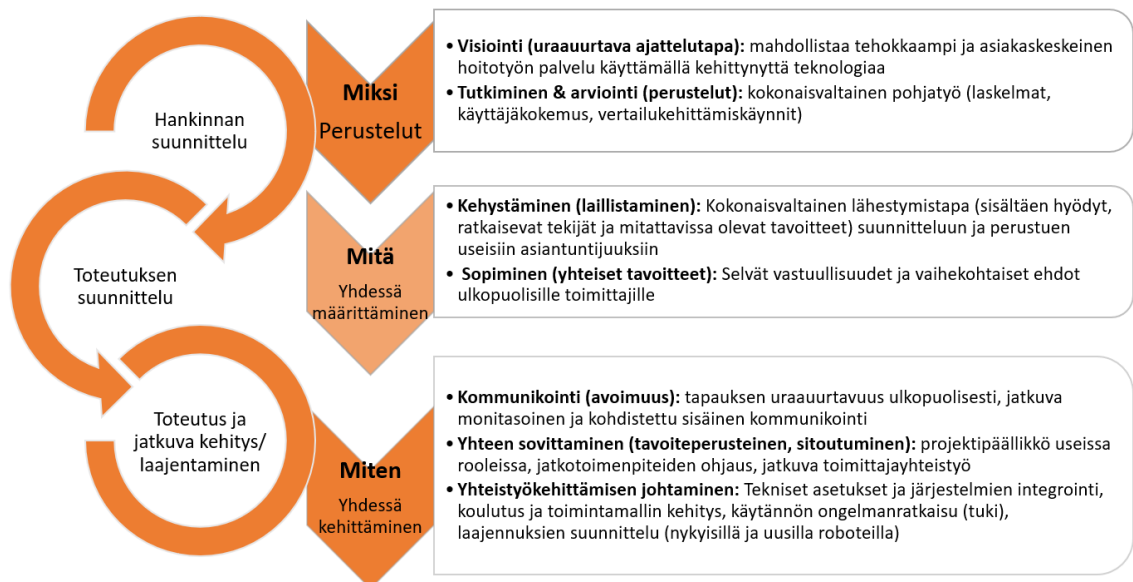 Hankinnan
suunnittelu
Miksi
Perustelut
• Visiointi (uraauurtava ajattelutapa): mahdollistaa tehokkaampi ja asiakaskeskeinen
hoitotyön palvelu käyttämällä kehittynyttä teknologiaa
• Tutkiminen & arviointi (perustelut): kokonaisvaltainen pohjatyö (laskelmat,
käyttäjäkokemus, vertailukehittämiskäynnit)
Toteutuksen
suunnittelu
Mitä
Yhdessä
määrittäminen
• Kehystäminen (laillistaminen): Kokonaisvaltainen lähestymistapa (sisältäen hyödyt,
ratkaisevat tekijät ja mitattavissa olevat tavoitteet) suunnitteluun ja perustuen
useisiin asiantuntijuuksiin
• Sopiminen (yhteiset tavoitteet): Selvät vastuullisuudet ja vaihekohtaiset ehdot
ulkopuolisille toimittajille
Toteutus ja
jatkuva kehitys/
laajentaminen
Miten
Yhdessä
kehittäminen
• Kommunikointi (avoimuus): tapauksen uraauurtavuus ulkopuolisesti, jatkuva
monitasoinen ja kohdistettu sisäinen kommunikointi
• Yhteen sovittaminen (tavoiteperusteinen, sitoutuminen): projektipäällikkö useissa
rooleissa, jatkotoimenpiteiden ohjaus, jatkuva toimittajayhteistyö
• Yhteistyökehittämisen johtaminen: Tekniset asetukset ja järjestelmien integrointi,
koulutus ja toimintamallin kehitys, käytännön ongelmanratkaisu (tuki),
laajennuksien suunnittelu (nykyisillä ja uusilla roboteilla)